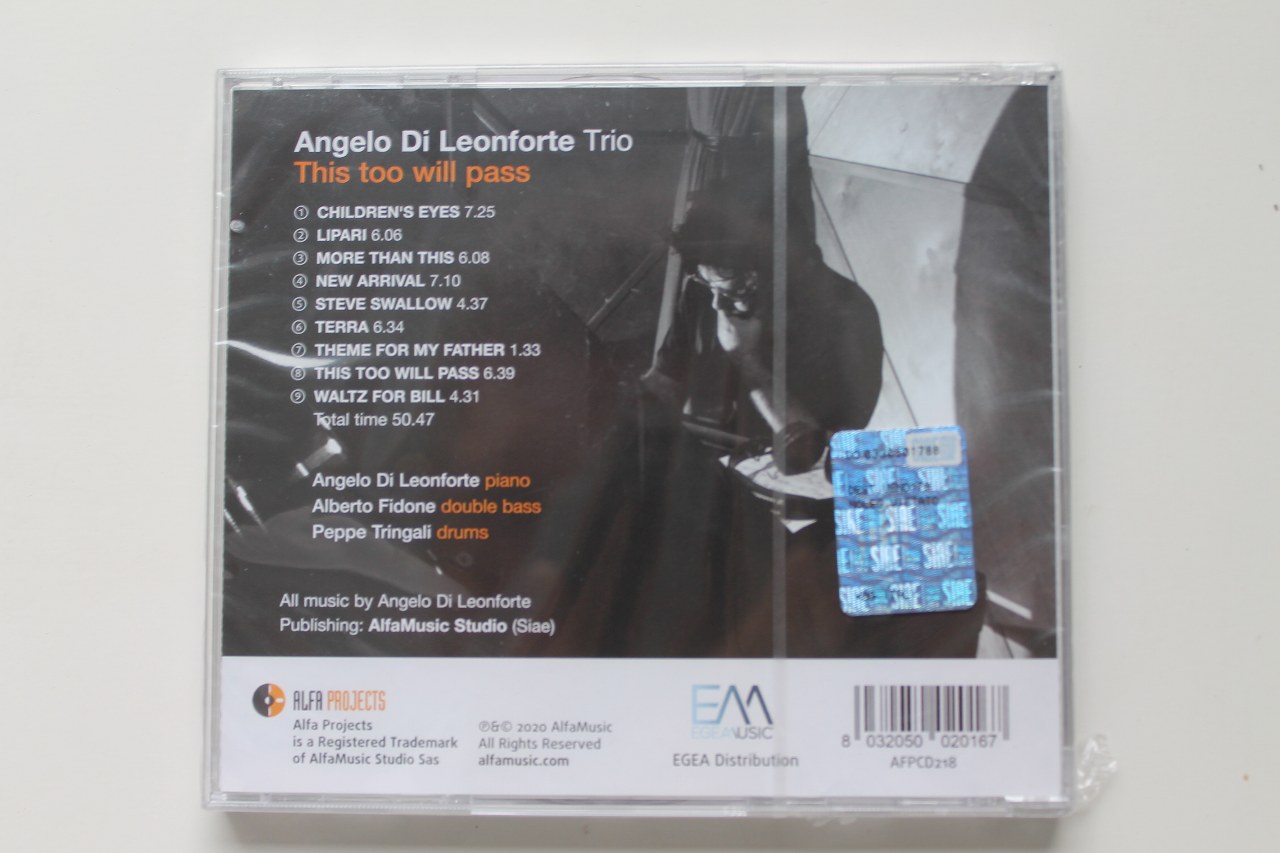 Angelo Di Leonforte Trio
This too will pass
① CHILDREN'S EYES 7.25
② LIPARI 6.06
③ MORE THAN THIS 6.08
④ NEW ARRIVAL 7.10
⑤ STEVE SWALLOW 4.37
⑥ TERRA 6.34
⑦ THEME FOR MY FATHER 1.33
⑧ THIS TOO WILL PASS 6.39
⑨ WALTZ FOR BILL 4.31
Total time 50.47
Angelo Di Leonforte piano
Alberto Fidone double bass
Peppe Tringali drums
All music by Angelo Di Leonforte
Publishing: AlfaMusic Studio (Siae)
SIAE SIAE
SIAE SIAE
SIAE SIAE
ALFA PROJECTS
Alfa Projects
is a Registered Trademark
of AlfaMusic Studio Sas
℗&© 2020 AlfaMusic
All Rights Reserved
alfamusic.com
EM
EGEAMUSIC
EGEA Distribution
8 032050 020167
AFPCD218